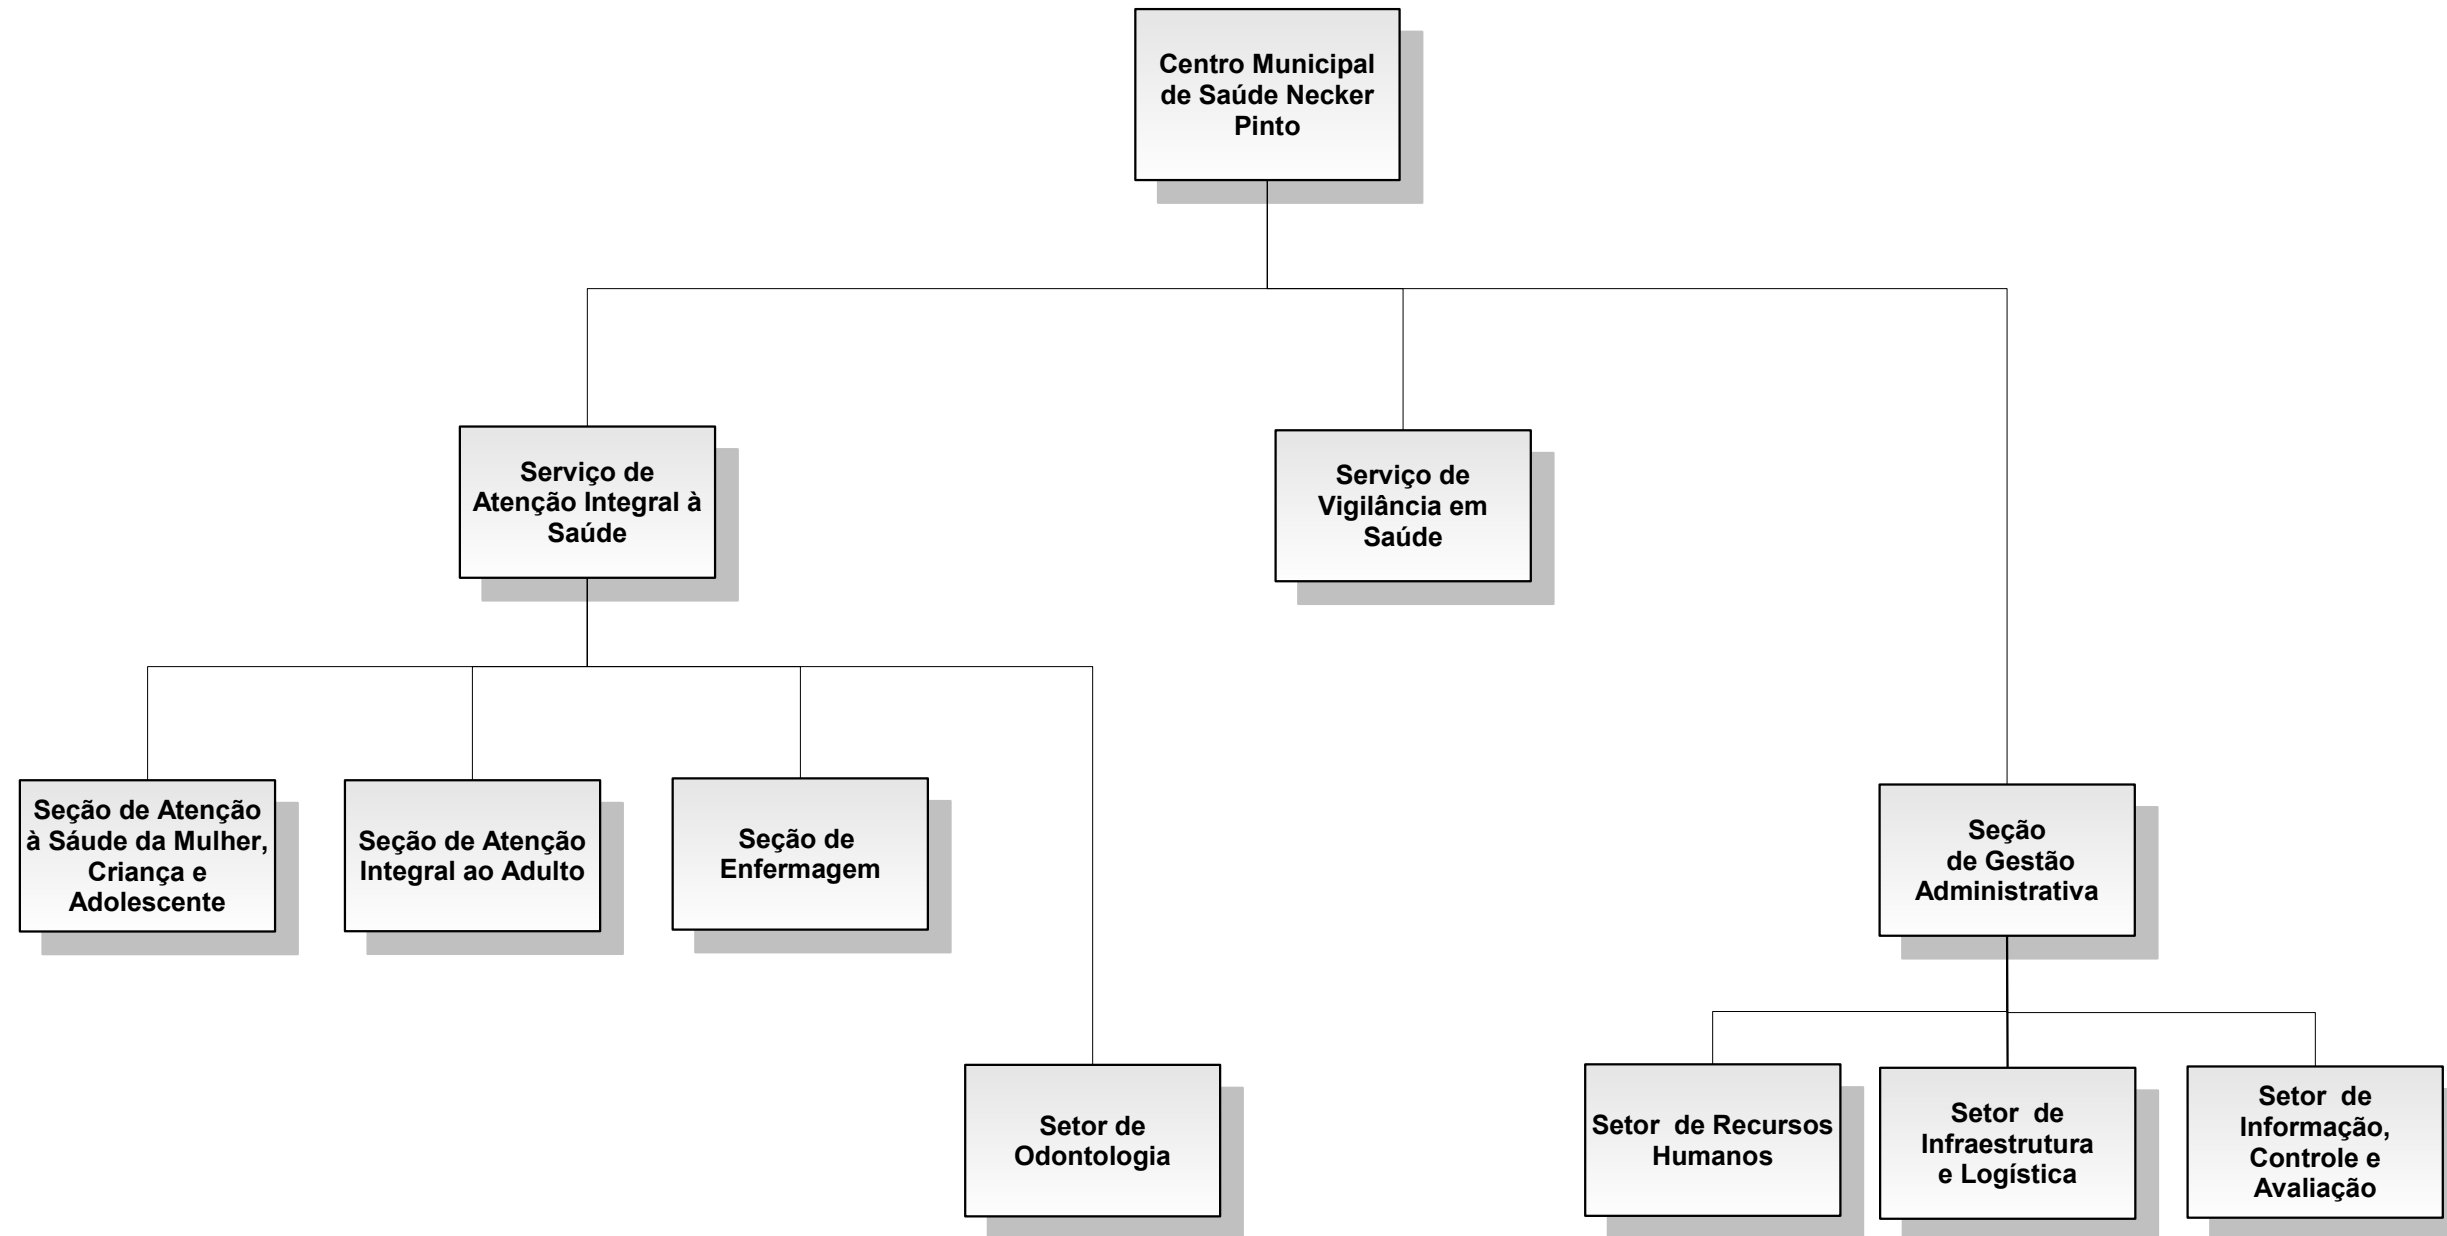 Centro Municipal
de Saúde Necker
Pinto
Serviço de
Atenção Integral à
Saúde
Serviço de
Vigilância em
Saúde
Seção de Atenção
à Sáude da Mulher,
Criança e
Adolescente
Seção de Atenção
Integral ao Adulto
Seção de
Enfermagem
Seção
de Gestão
Administrativa
Setor de
Odontologia
Setor  de Recursos
Humanos
Setor  de
Infraestrutura
e Logística
Setor  de
Informação,
Controle e
Avaliação